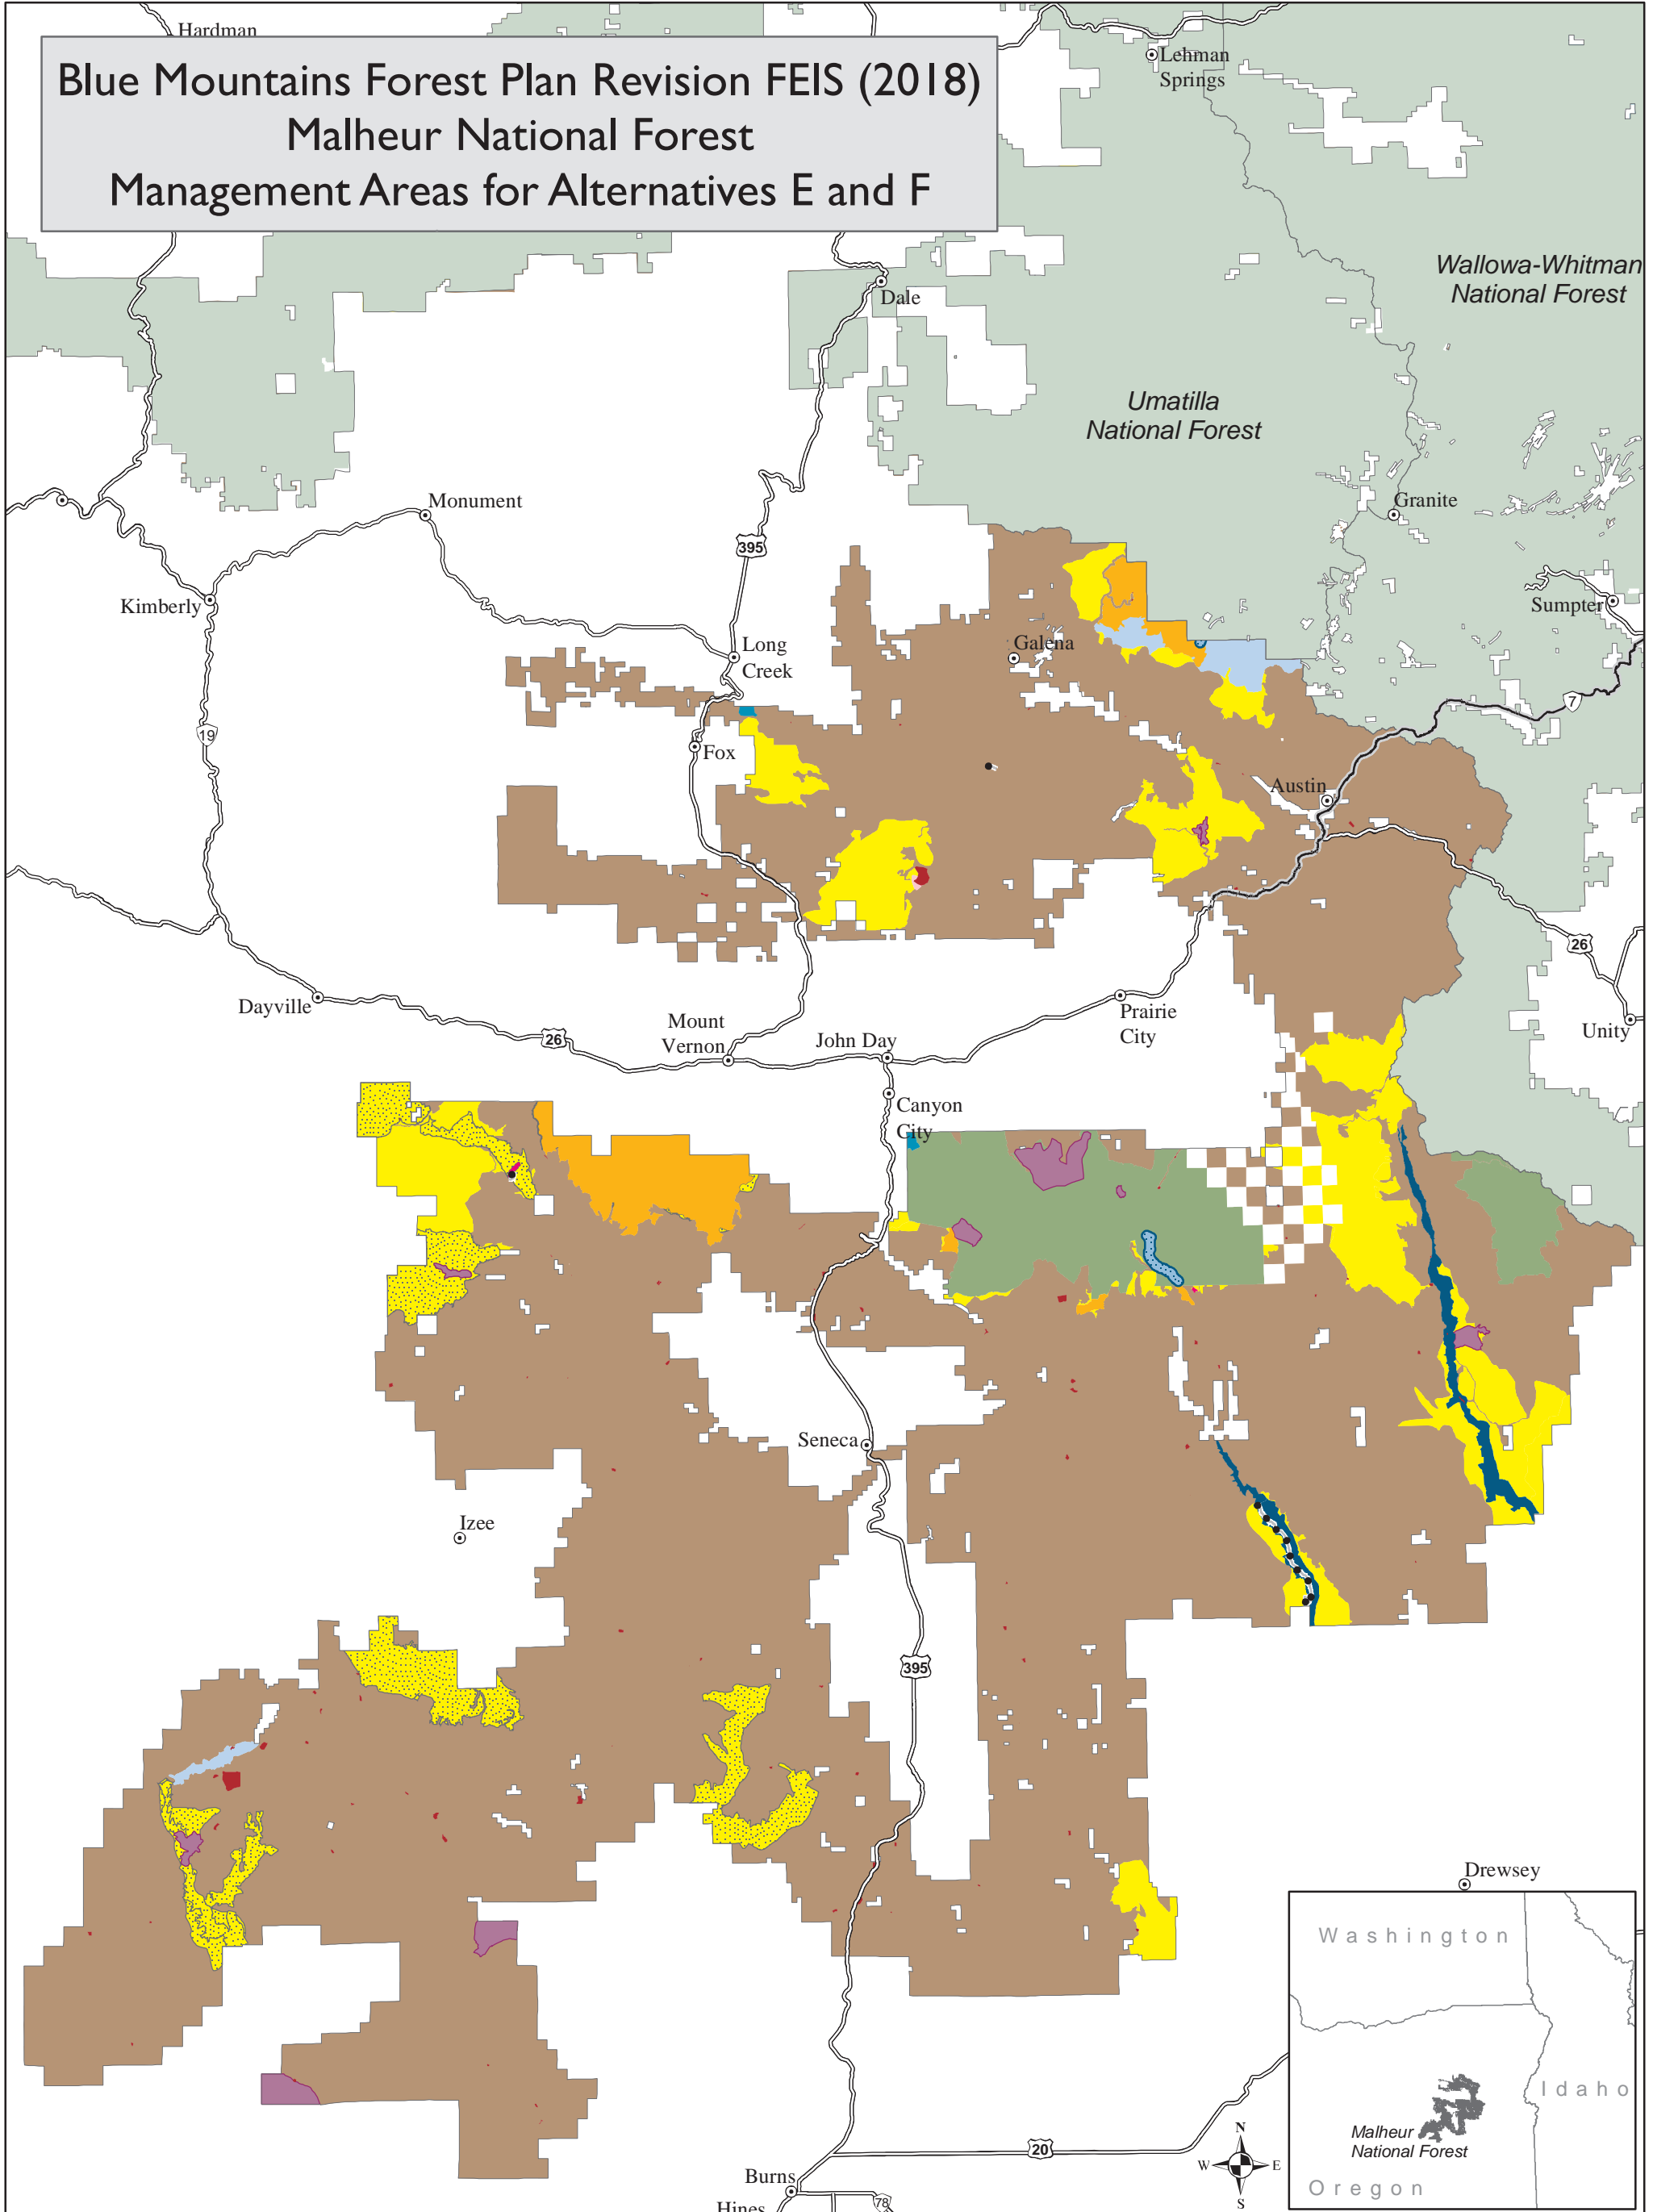 Hardman
Blue Mountains Forest Plan Revision FEIS (2018)
Malheur National Forest
Management Areas for Alternatives E and F
Lehman
Springs
Wallowa-Whitman
National Forest
Dale
Umatilla
National Forest
Monument
Granite
395
Kimberly
Sumpter
Long
Creek
Galena
7
19
Fox
Austin
26
Dayville
Mount
Vernon
John Day
Prairie
City
Unity
26
Canyon
City
Seneca
Izee
395
Drewsey
Washington
Idaho
Malheur
National Forest
Oregon
N
W
E
S
20
Burns
Hines
78